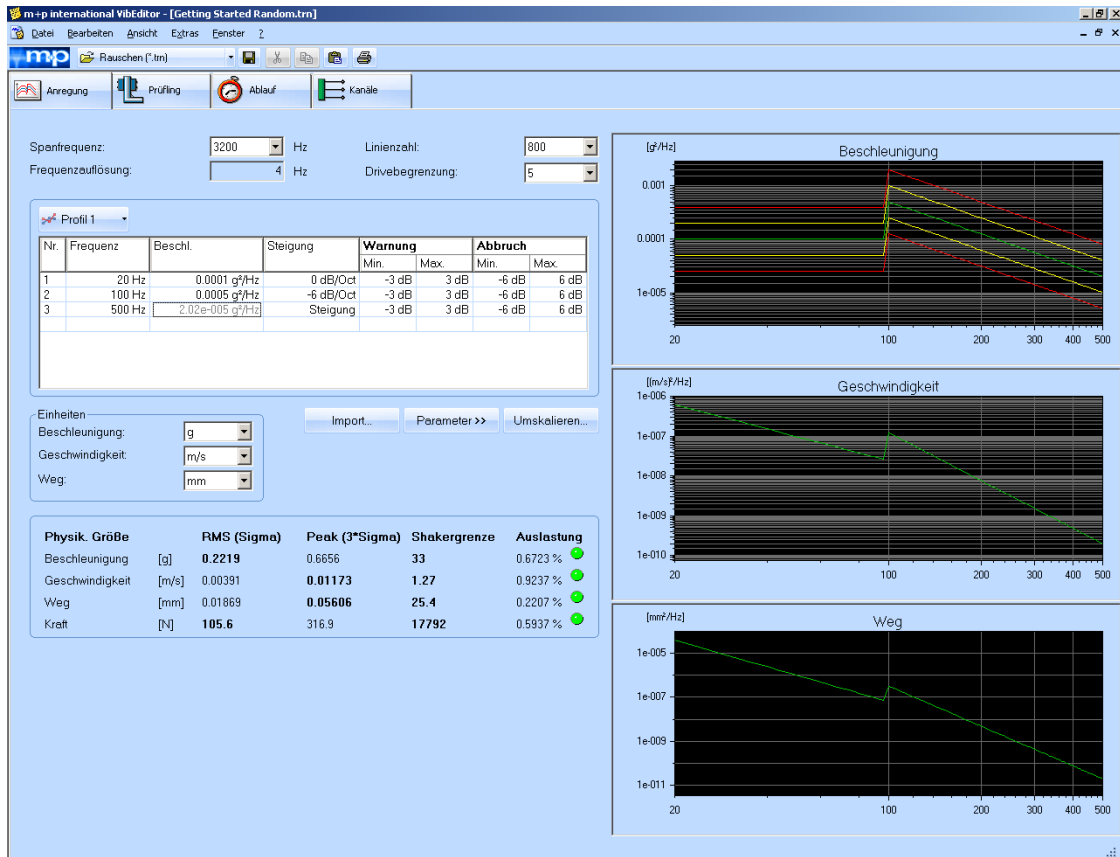 m+p international VibEditor - [Getting Started Random.trn]
Datei Bearbeiten Ansicht Extras Fenster ?
m+p Rauschen (*.trn)
Anregung Prüfling Ablauf Kanäle
Spanfrequenz: 3200 Hz Linienzahl: 800
Frequenzauflösung: 4 Hz Drivebegrenzung: 5
Profil 1
Nr. Frequenz Beschl. Steigung Warnung Abbruch
Min. Max. Min. Max.
1 20 Hz 0.0001 g²/Hz 0 dB/Oct -3 dB 3 dB -6 dB 6 dB
2 100 Hz 0.0005 g²/Hz -6 dB/Oct -3 dB 3 dB -6 dB 6 dB
3 500 Hz 2.02e-005 g²/Hz Steigung -3 dB 3 dB -6 dB 6 dB
Einheiten
Beschleunigung: g
Geschwindigkeit: m/s
Weg: mm
Import... Parameter >> Umskalieren...
Physik. Größe RMS (Sigma) Peak (3*Sigma) Shakergrenze Auslastung
Beschleunigung [g] 0.2219 0.6656 33 0.6723 %
Geschwindigkeit [m/s] 0.00391 0.01173 1.27 0.9237 %
Weg [mm] 0.01869 0.05606 25.4 0.2207 %
Kraft [N] 105.6 316.9 17792 0.5937 %
[g²/Hz] Beschleunigung
0.001
0.0001
1e-005
20 100 200 300 400 500
[(m/s)²/Hz] Geschwindigkeit
1e-006
1e-007
1e-008
1e-009
1e-010
20 100 200 300 400 500
[mm²/Hz] Weg
1e-005
1e-007
1e-009
1e-011
20 100 200 300 400 500